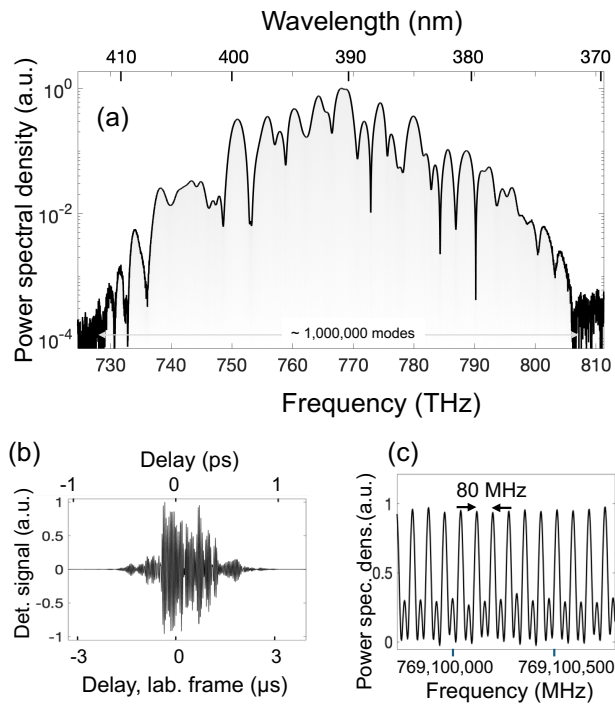 Wavelength (nm)
410 400 390 380 370
(a)
Power spectral density (a.u.)
10^0
10^-2
10^-4
~ 1,000,000 modes
730 740 750 760 770 780 790 800 810
Frequency (THz)
(b)
Delay (ps)
-1 0 1
Det. signal (a.u.)
1
0.5
0
-0.5
-1
-3 0 3
Delay, lab. frame (µs)
(c)
80 MHz
Power spec. dens.(a.u.)
1
0.5
0
769,100,000 769,100,500
Frequency (MHz)